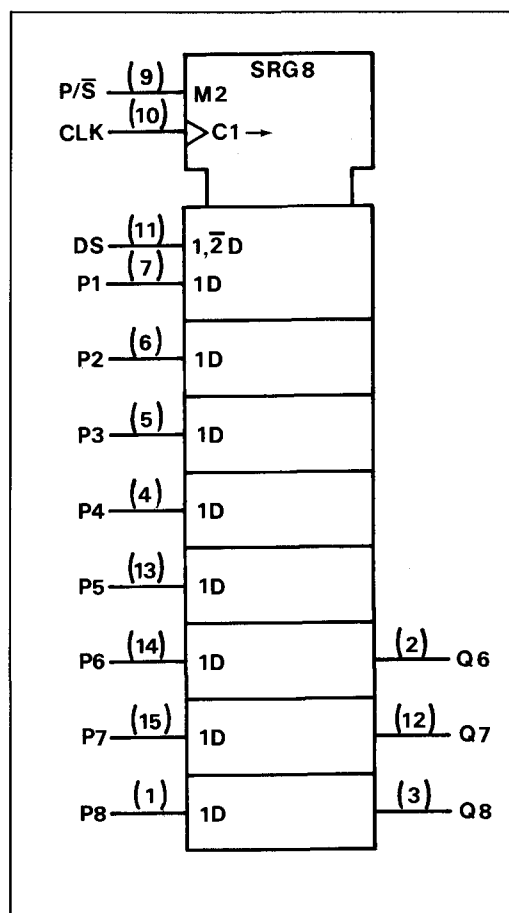 SRG8
P/S̅ (9) M2
CLK (10) C1→
DS (11) 1,2̅D
P1 (7) 1D
P2 (6) 1D
P3 (5) 1D
P4 (4) 1D
P5 (13) 1D
P6 (14) 1D (2) Q6
P7 (15) 1D (12) Q7
P8 (1) 1D (3) Q8